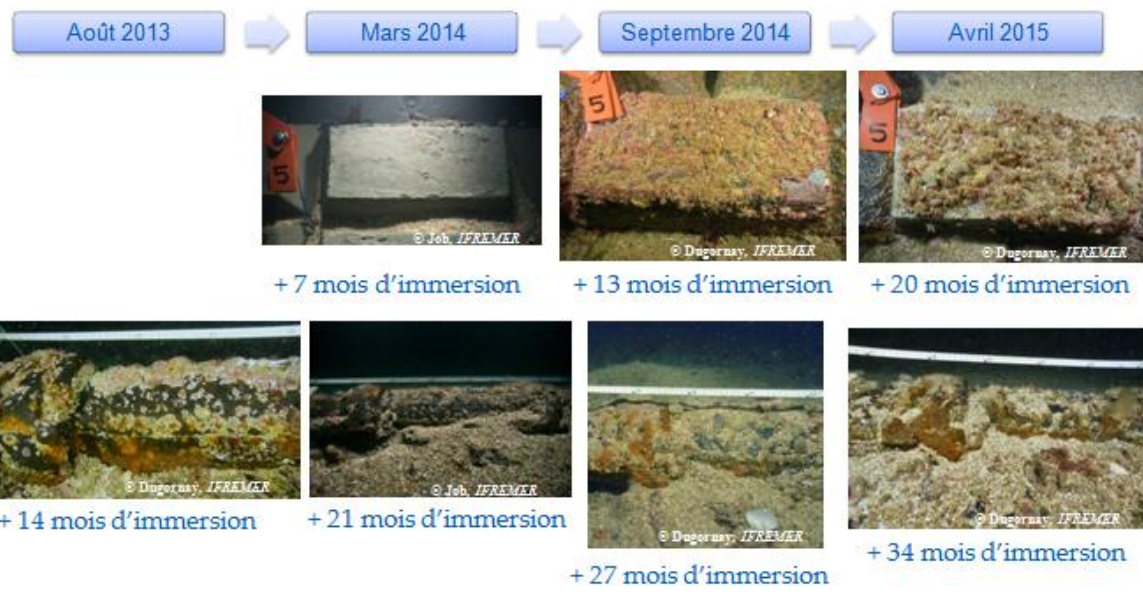 Août 2013
Mars 2014
Septembre 2014
Avril 2015
5
5
5
© Job, IFREMER
© Dugornay, IFREMER
© Dugornay, IFREMER
+ 7 mois d’immersion
+ 13 mois d’immersion
+ 20 mois d’immersion
© Dugornay, IFREMER
© Job, IFREMER
© Dugornay, IFREMER
© Dugornay, IFREMER
+ 14 mois d’immersion
+ 21 mois d’immersion
+ 27 mois d’immersion
+ 34 mois d’immersion